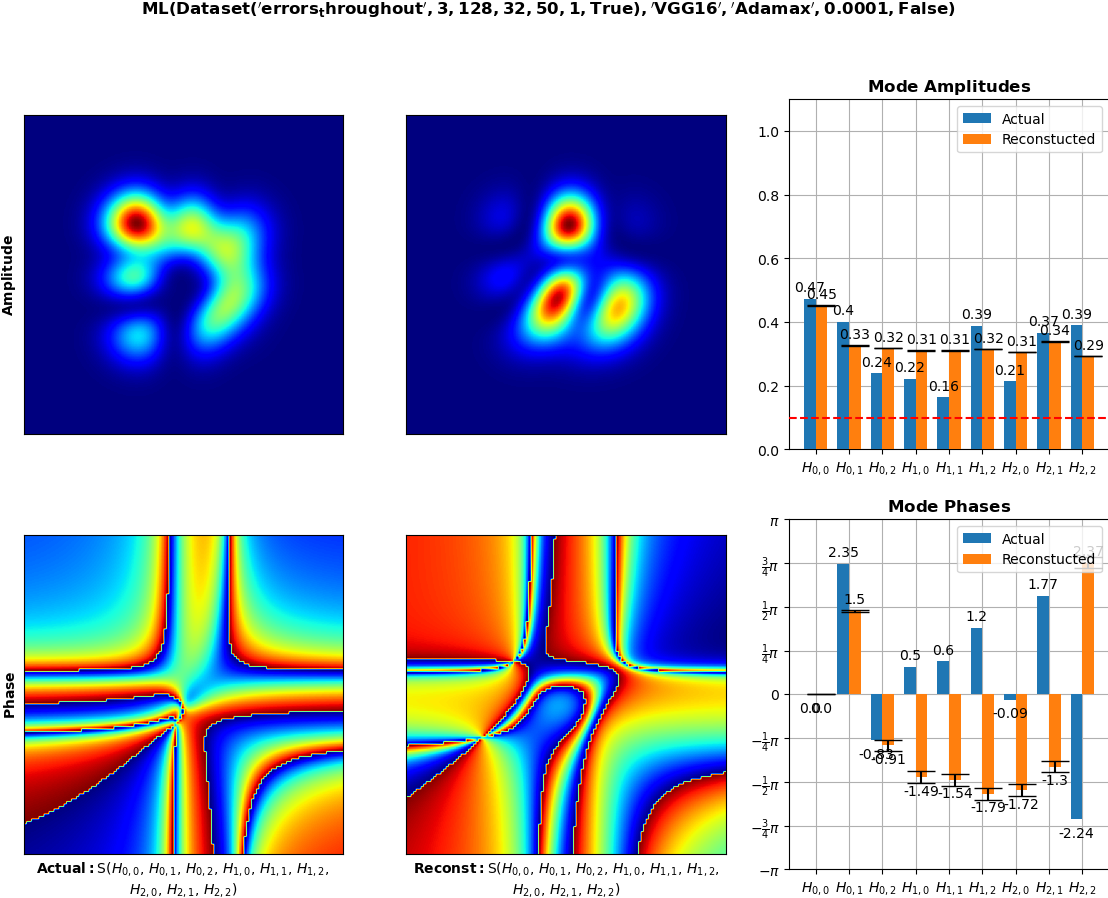 ML(Dataset('errors_throughout', 3, 128, 32, 50, 1, True), 'VGG16', 'Adamax', 0.0001, False)
Mode Amplitudes
Amplitude
Actual
Reconstucted
1.0
0.8
0.6
0.4
0.2
0.0
0.47 0.45 0.4 0.33 0.24 0.32 0.22 0.31 0.16 0.31 0.39 0.32 0.21 0.31 0.37 0.34 0.39 0.29
H0,0 H0,1 H0,2 H1,0 H1,1 H1,2 H2,0 H2,1 H2,2
Mode Phases
Phase
Actual
Reconstucted
π
3/4π
1/2π
1/4π
0
−1/4π
−1/2π
−3/4π
−π
0.0 0.0 2.35 1.5 -0.83 -0.91 0.5 -1.49 0.6 -1.54 1.2 -1.79 -0.09 -1.72 1.77 -1.3 -2.24 2.37
H0,0 H0,1 H0,2 H1,0 H1,1 H1,2 H2,0 H2,1 H2,2
Actual: S(H0,0, H0,1, H0,2, H1,0, H1,1, H1,2,
H2,0, H2,1, H2,2)
Reconst: S(H0,0, H0,1, H0,2, H1,0, H1,1, H1,2,
H2,0, H2,1, H2,2)